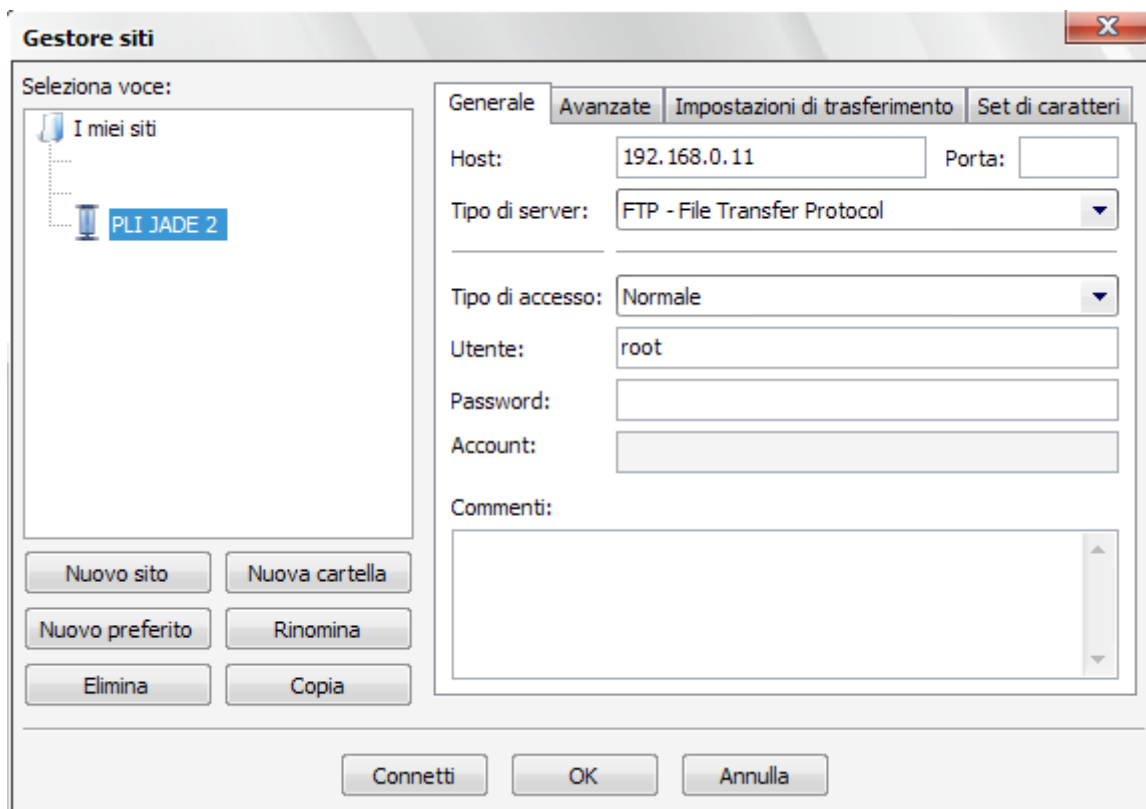 Gestore siti
Seleziona voce:
I miei siti
PLI JADE 2
Nuovo sito
Nuova cartella
Nuovo preferito
Rinomina
Elimina
Copia
Generale
Avanzate
Impostazioni di trasferimento
Set di caratteri
Host:
192.168.0.11
Porta:
Tipo di server:
FTP - File Transfer Protocol
Tipo di accesso:
Normale
Utente:
root
Password:
Account:
Commenti:
Connetti
OK
Annulla